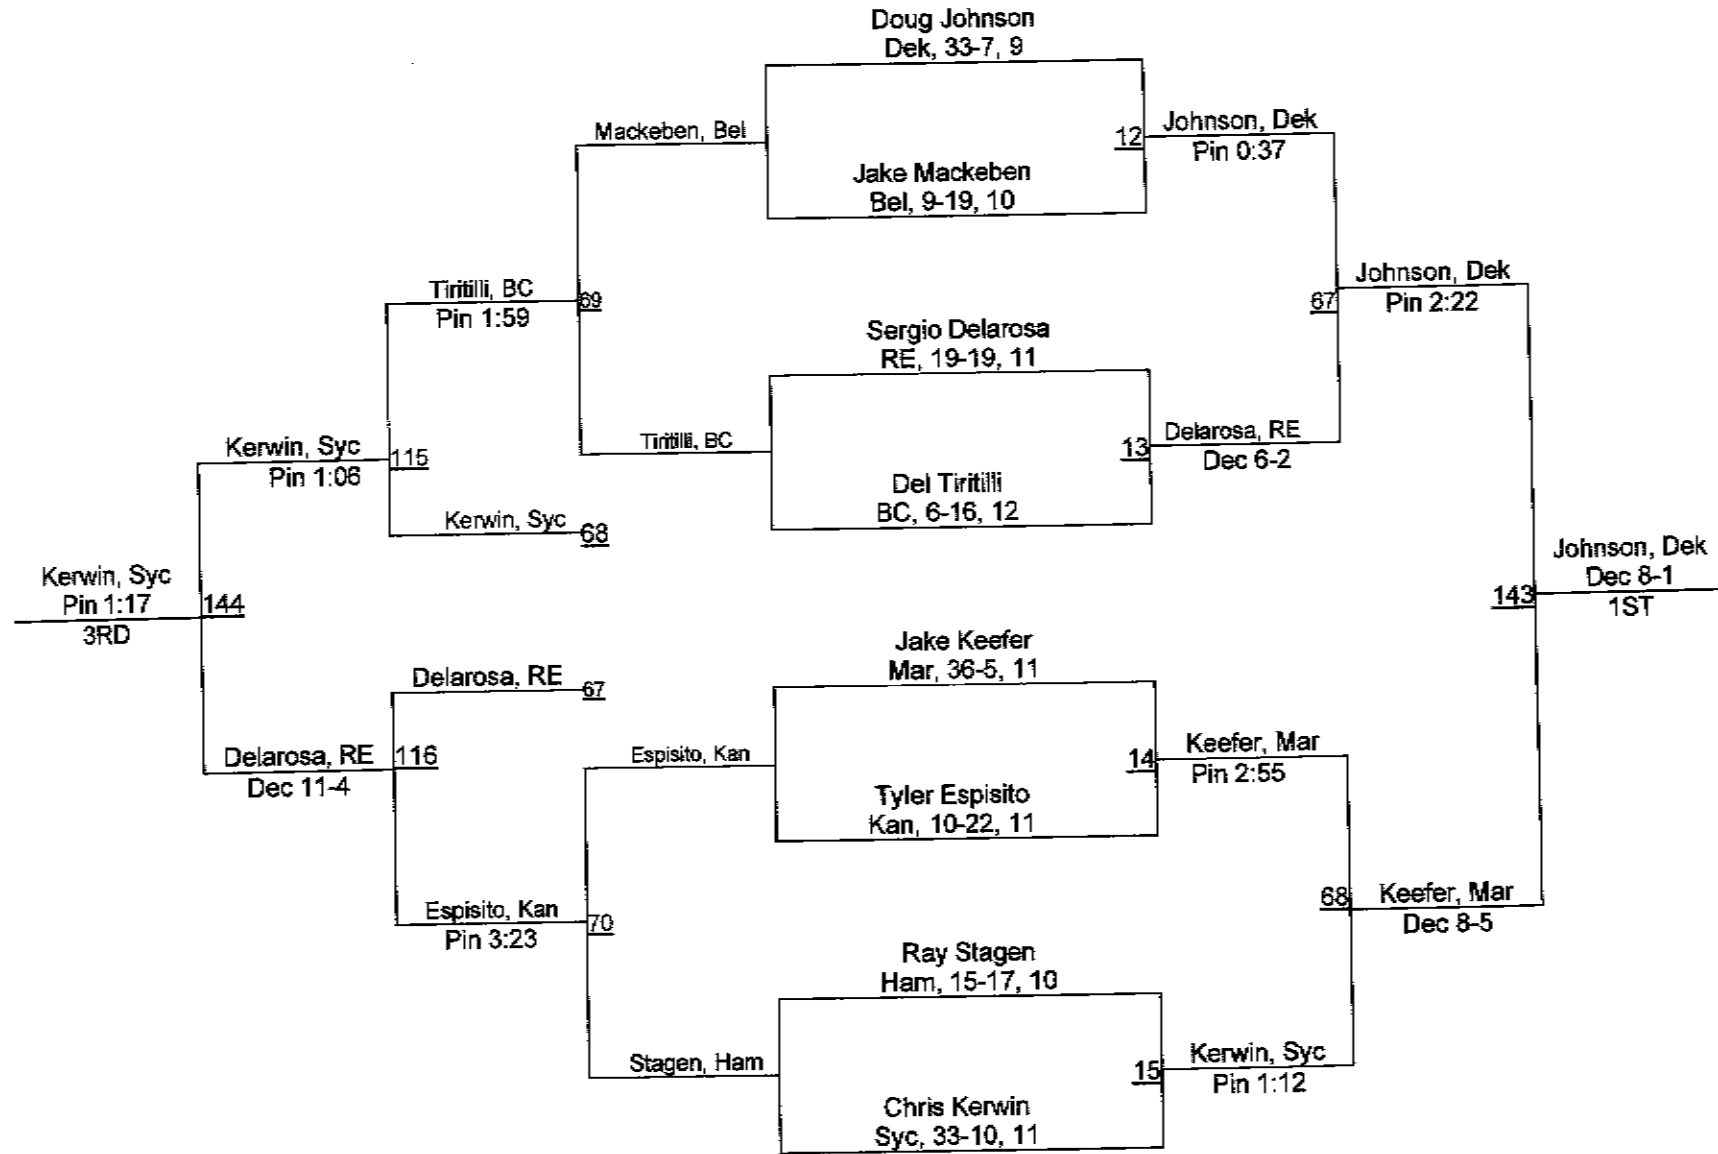 Doug Johnson
Dek, 33-7, 9
Mackeben, Bel
12
Johnson, Dek
Pin 0:37
Jake Mackeben
Bel, 9-19, 10
Tiritilli, BC
Pin 1:59
69
Johnson, Dek
Pin 2:22
67
Sergio Delarosa
RE, 19-19, 11
Tiritilli, BC
13
Delarosa, RE
Dec 6-2
Kerwin, Syc
Pin 1:06
115
Del Tiritilli
BC, 6-16, 12
Kerwin, Syc
68
Kerwin, Syc
Pin 1:17
3RD
144
143
Johnson, Dek
Dec 8-1
1ST
Jake Keefer
Mar, 36-5, 11
Delarosa, RE
67
Delarosa, RE
Dec 11-4
116
Espisito, Kan
14
Keefer, Mar
Pin 2:55
Tyler Espisito
Kan, 10-22, 11
Espisito, Kan
Pin 3:23
70
68
Keefer, Mar
Dec 8-5
Ray Stagen
Ham, 15-17, 10
Stagen, Ham
15
Kerwin, Syc
Pin 1:12
Chris Kerwin
Syc, 33-10, 11